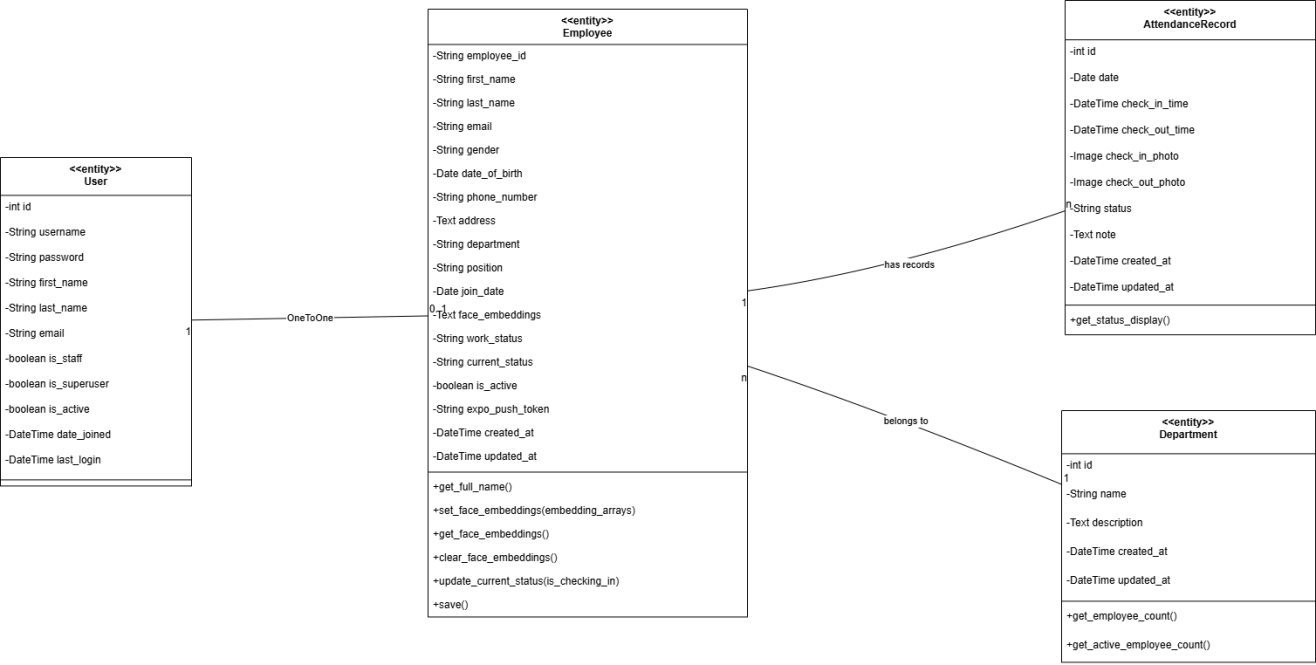 <<entity>>
User
-int id
-String username
-String password
-String first_name
-String last_name
-String email
-boolean is_staff
-boolean is_superuser
-boolean is_active
-DateTime date_joined
-DateTime last_login
1
OneToOne
0..1
<<entity>>
Employee
-String employee_id
-String first_name
-String last_name
-String email
-String gender
-Date date_of_birth
-String phone_number
-Text address
-String department
-String position
-Date join_date
-Text face_embeddings
-String work_status
-String current_status
-boolean is_active
-String expo_push_token
-DateTime created_at
-DateTime updated_at
+get_full_name()
+set_face_embeddings(embedding_arrays)
+get_face_embeddings()
+clear_face_embeddings()
+update_current_status(is_checking_in)
+save()
1
has records
n
n
belongs to
1
<<entity>>
AttendanceRecord
-int id
-Date date
-DateTime check_in_time
-DateTime check_out_time
-Image check_in_photo
-Image check_out_photo
-String status
-Text note
-DateTime created_at
-DateTime updated_at
+get_status_display()
<<entity>>
Department
-int id
-String name
-Text description
-DateTime created_at
-DateTime updated_at
+get_employee_count()
+get_active_employee_count()